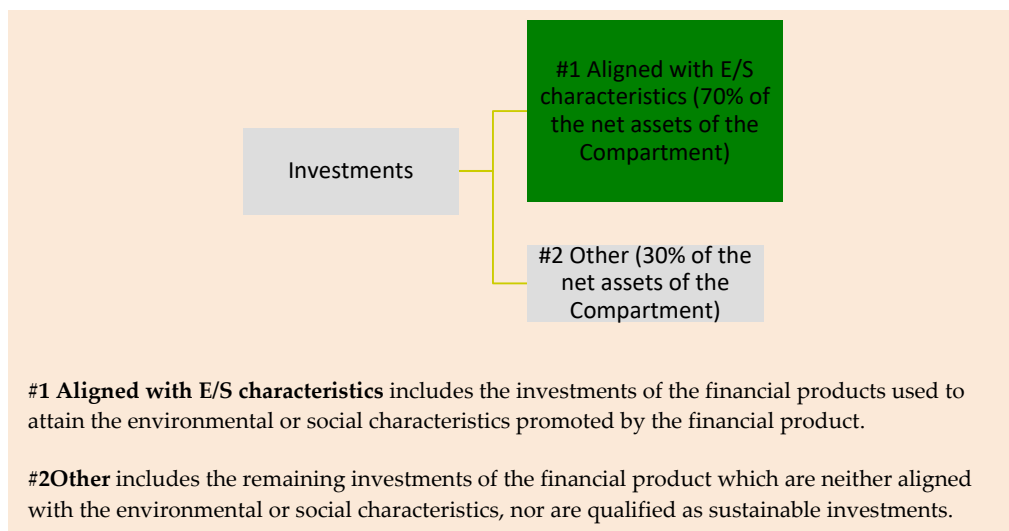 #1 Aligned with E/S
characteristics (70% of
the net assets of the
Compartment)
Investments
#2 Other (30% of the
net assets of the
Compartment)
#1 Aligned with E/S characteristics includes the investments of the financial products used to
attain the environmental or social characteristics promoted by the financial product.
#2Other includes the remaining investments of the financial product which are neither aligned
with the environmental or social characteristics, nor are qualified as sustainable investments.